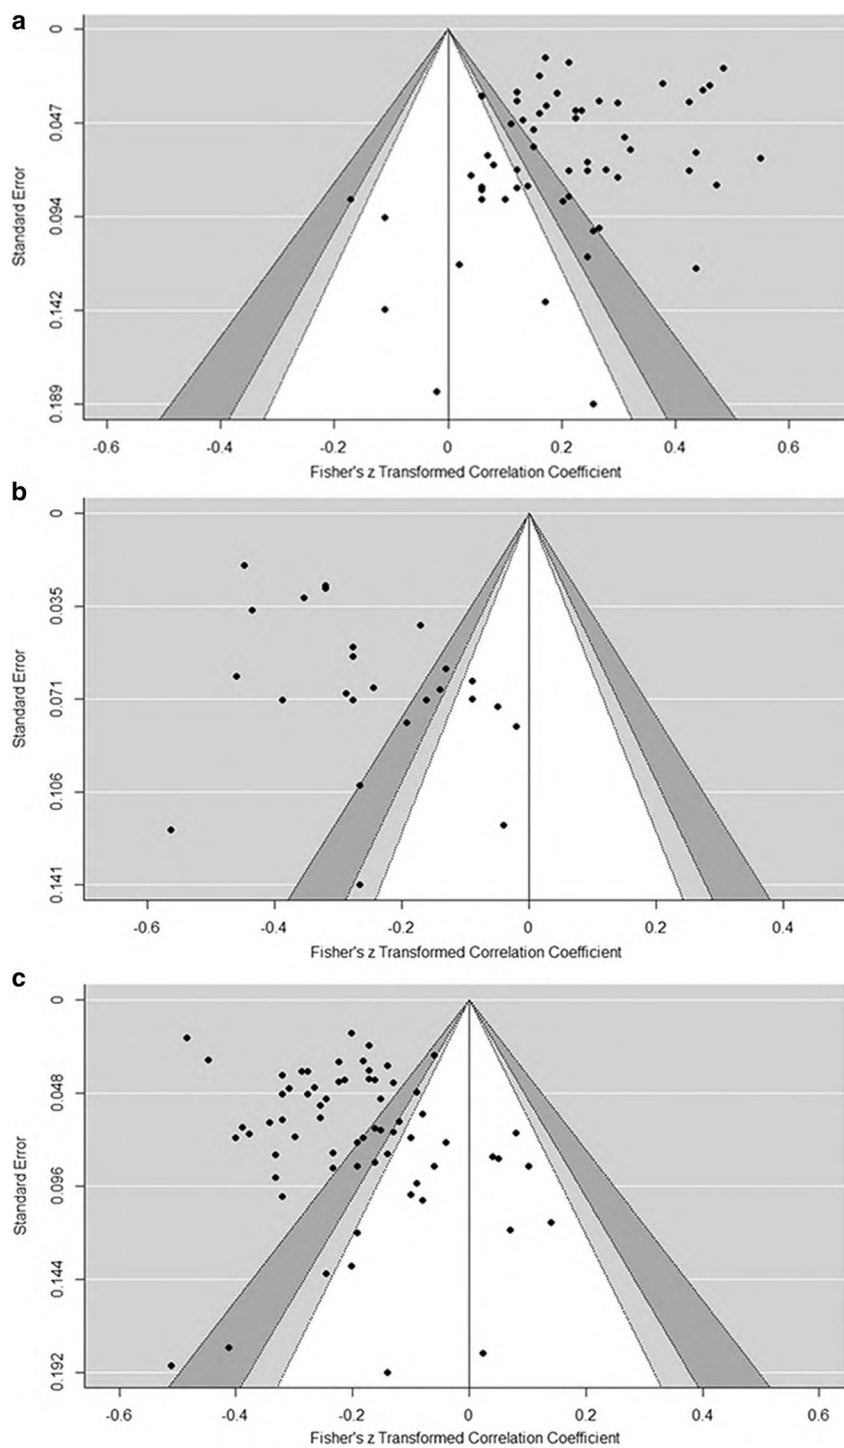 a
0
0.047
0.094
0.142
0.189
Standard Error
-0.6 -0.4 -0.2 0 0.2 0.4 0.6
Fisher's z Transformed Correlation Coefficient
b
0
0.035
0.071
0.106
0.141
Standard Error
-0.6 -0.4 -0.2 0 0.2 0.4
Fisher's z Transformed Correlation Coefficient
c
0
0.048
0.096
0.144
0.192
Standard Error
-0.6 -0.4 -0.2 0 0.2 0.4 0.6
Fisher's z Transformed Correlation Coefficient